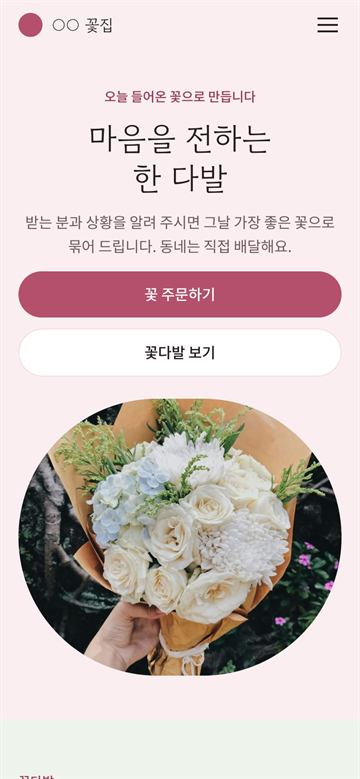 ○○ 꽃집
오늘 들어온 꽃으로 만듭니다
마음을 전하는
한 다발
받는 분과 상황을 알려 주시면 그날 가장 좋은 꽃으로
묶어 드립니다. 동네는 직접 배달해요.
꽃 주문하기
꽃다발 보기